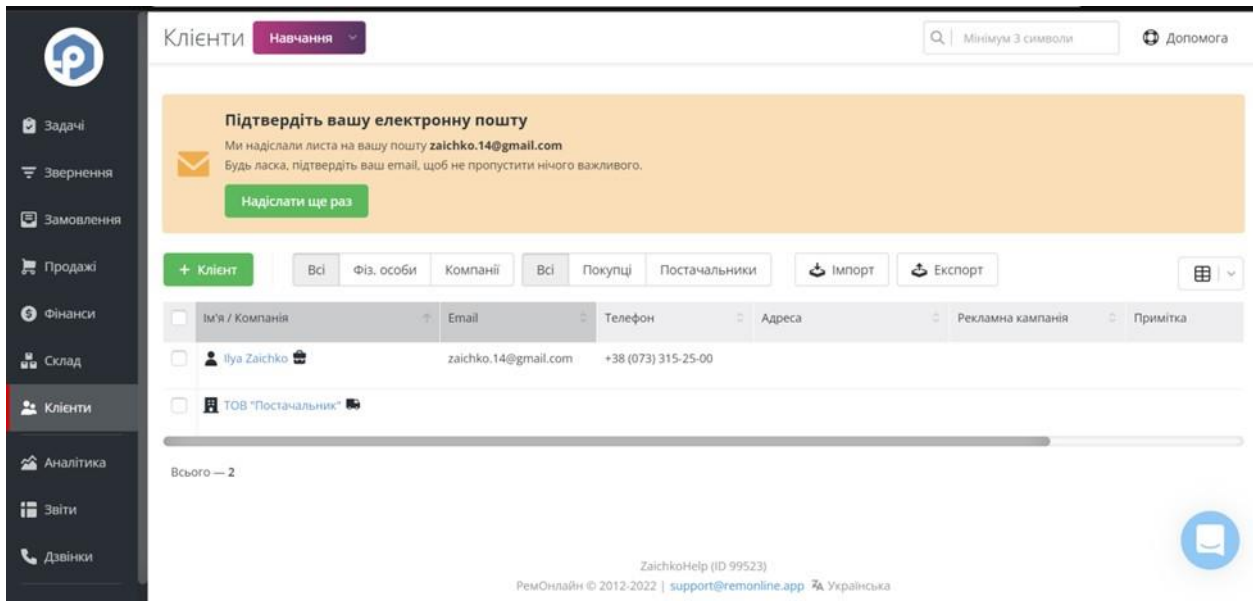 Клієнти
Навчання
Мінімум 3 символи
Допомога
Задачі
Звернення
Замовлення
Продажі
Фінанси
Склад
Клієнти
Аналітика
Звіти
Дзвінки
Підтвердіть вашу електронну пошту
Ми надіслали листа на вашу пошту zaichko.14@gmail.com
Будь ласка, підтвердіть ваш email, щоб не пропустити нічого важливого.
Надіслати ще раз
+ Клієнт Всі Фіз. особи Компанії Всі Покупці Постачальники Імпорт Експорт
Ім'я / Компанія Email Телефон Адреса Рекламна кампанія Примітка
Ilya Zaichko zaichko.14@gmail.com +38 (073) 315-25-00
ТОВ "Постачальник"
Всього — 2
ZaichkoHelp (ID 99523)
РемОнлайн © 2012-2022 | support@remonline.app Українська